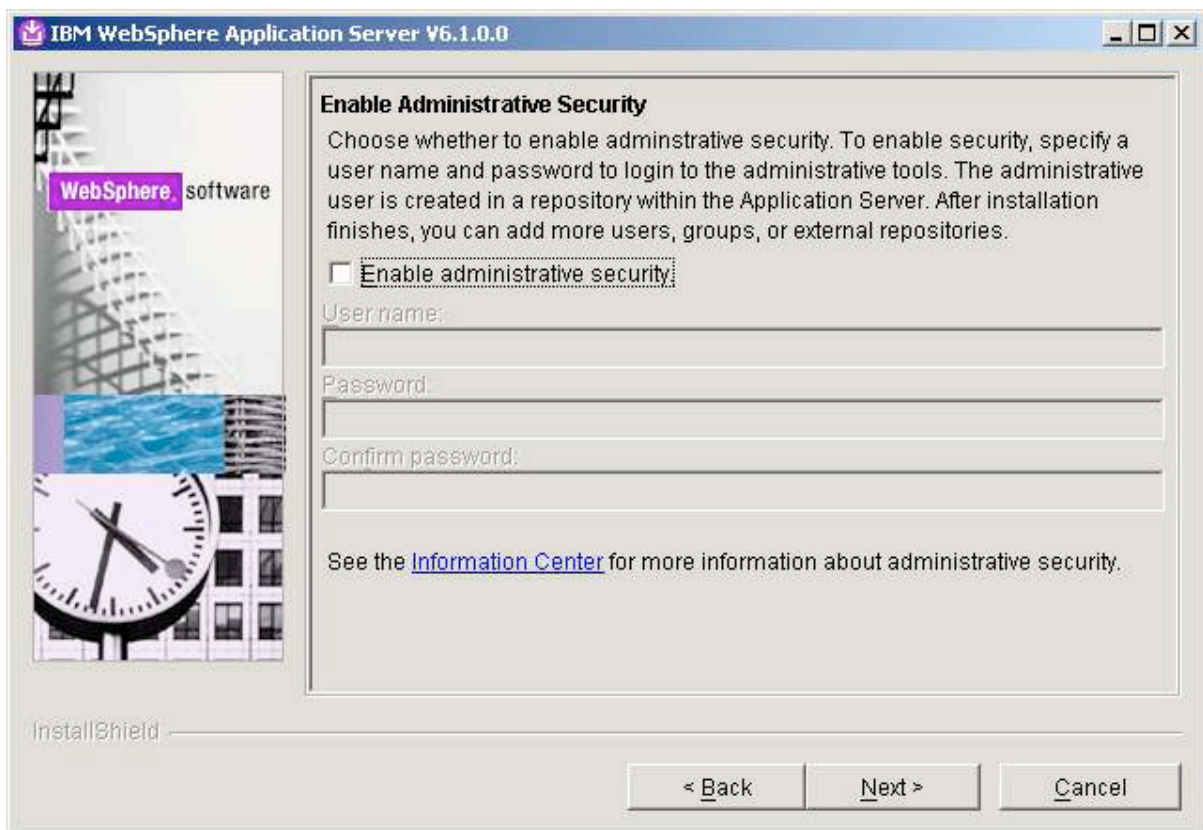 IBM WebSphere Application Server V6.1.0.0
WebSphere. software
Enable Administrative Security
Choose whether to enable adminstrative security. To enable security, specify a
user name and password to login to the administrative tools. The administrative
user is created in a repository within the Application Server. After installation
finishes, you can add more users, groups, or external repositories.
Enable administrative security.
User name:
Password:
Confirm password:
See the Information Center for more information about administrative security.
InstallShield
< Back
Next >
Cancel